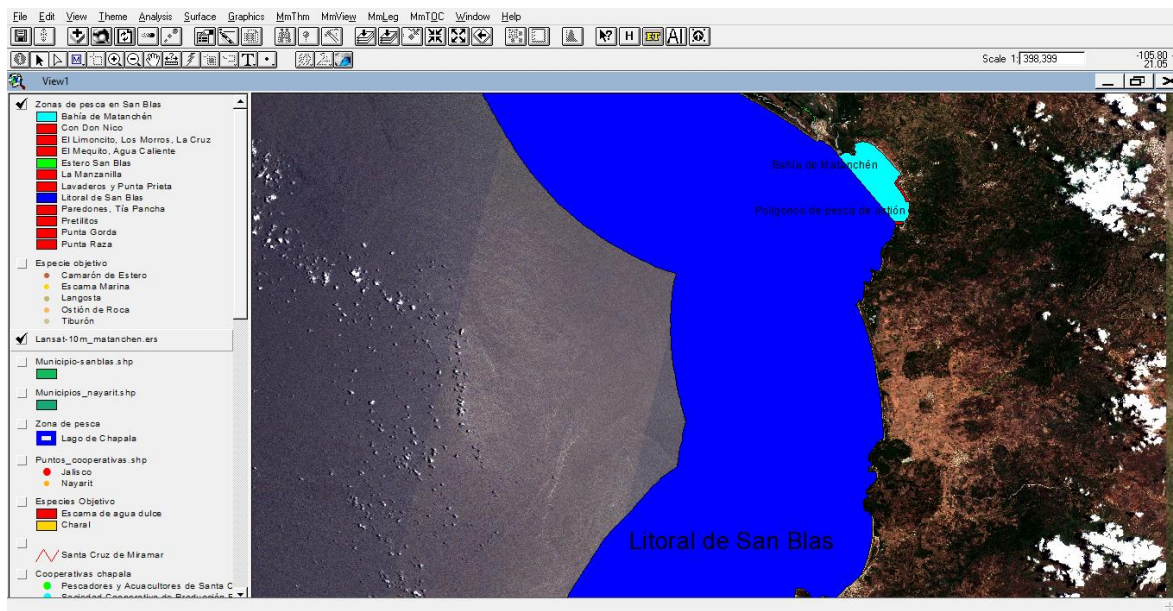 File Edit View Theme Analysis Surface Graphics MmThm MmView MmLeg MmTOC Window Help
Scale 1: 398,399
-105.80
21.05
View1
Zonas de pesca en San Blas
Bahía de Matanchén
Con Don Nico
El Limoncito, Los Morros, La Cruz
El Mequito, Agua Caliente
Estero San Blas
La Manzanilla
Lavaderos y Punta Prieta
Litoral de San Blas
Paredones, Tía Pancha
Pretilitos
Punta Gorda
Punta Raza
Especie objetivo
Camarón de Estero
Escama Marina
Langosta
Ostión de Roca
Tiburón
Lansat-10m_matanchen.ers
Municipio-sanblas.shp
Municipios_nayarit.shp
Zona de pesca
Lago de Chapala
Puntos_cooperativas.shp
Jalisco
Nayarit
Especies Objetivo
Escama de agua dulce
Charal
Santa Cruz de Miramar
Cooperativas chapala
Pescadores y Acuacultores de Santa C
Sociedad Cooperativa de Producción P
Bahía de Matanchén
Polígonos de pesca de ostión
Litoral de San Blas